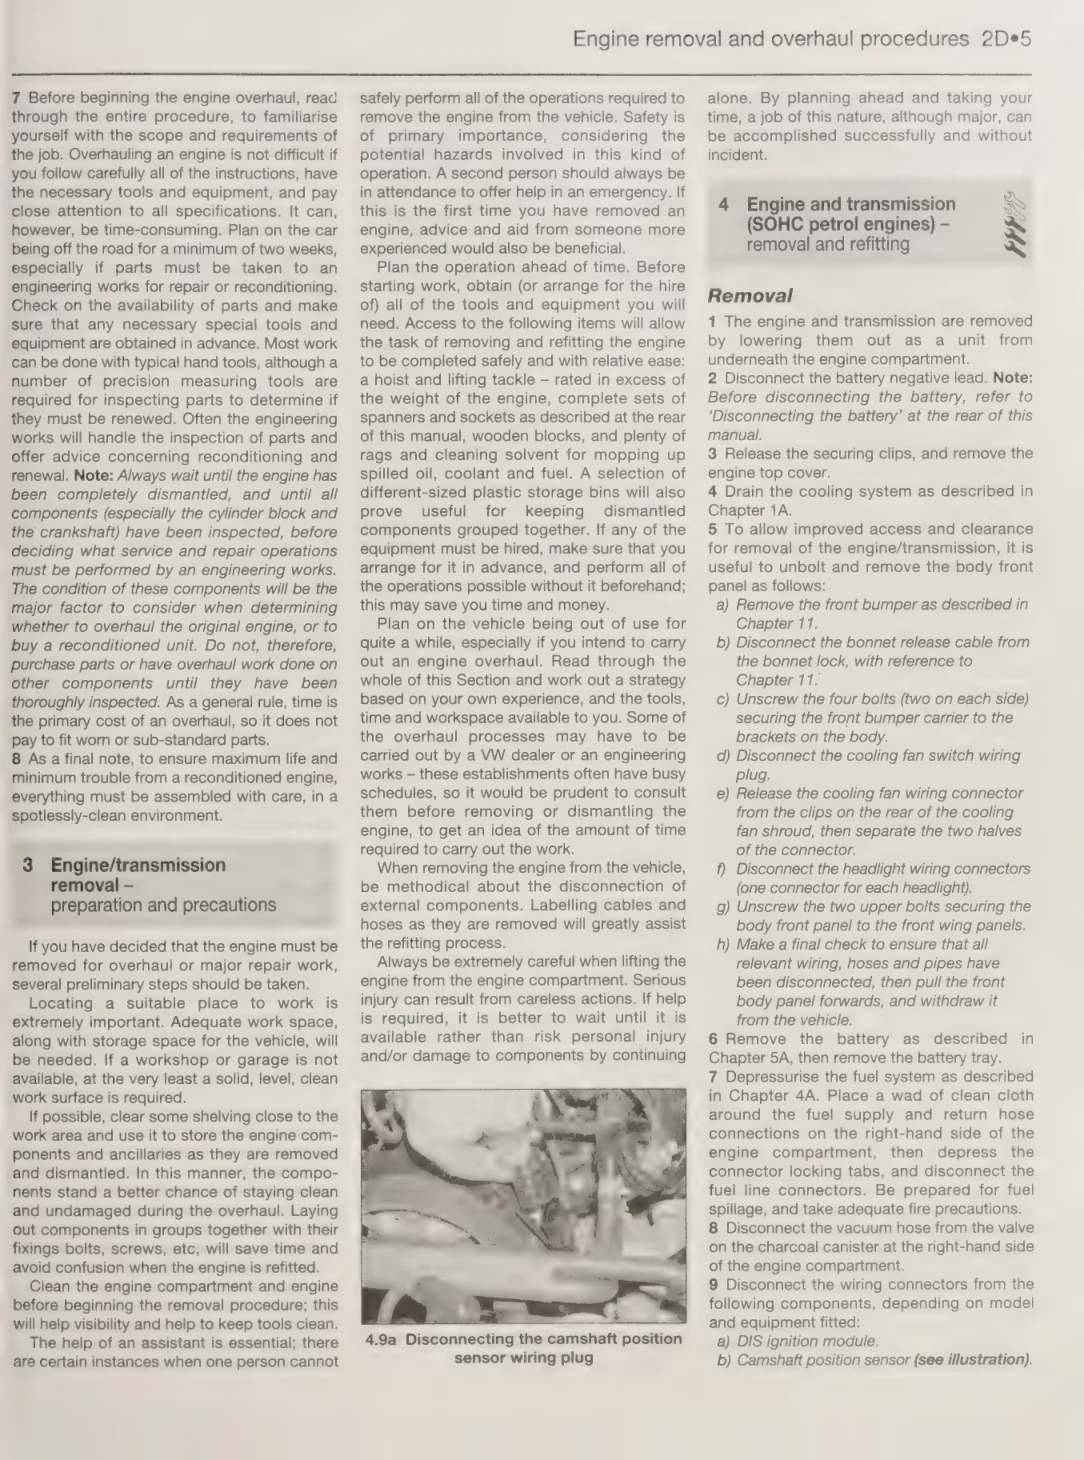 Engine removal and overhaul procedures 2D•5
7 Before beginning the engine overhaul, read
through the entire procedure, to familiarise
yourself with the scope and requirements of
the job. Overhauling an engine is not difficult if
you follow carefully all of the instructions, have
the necessary tools and equipment, and pay
close attention to all specifications. It can,
however, be time-consuming. Plan on the car
being off the road for a minimum of two weeks,
especially if parts must be taken to an
engineering works for repair or reconditioning.
Check on the availability of parts and make
sure that any necessary special tools and
equipment are obtained in advance. Most work
can be done with typical hand tools, although a
number of precision measuring tools are
required for inspecting parts to determine if
they must be renewed. Often the engineering
works will handle the inspection of parts and
offer advice concerning reconditioning and
renewal. Note: Always wait until the engine has
been completely dismantled, and until all
components (especially the cylinder block and
the crankshaft) have been inspected, before
deciding what service and repair operations
must be performed by an engineering works.
The condition of these components will be the
major factor to consider when determining
whether to overhaul the original engine, or to
buy a reconditioned unit. Do not, therefore,
purchase parts or have overhaul work done on
other components until they have been
thoroughly inspected. As a general rule, time is
the primary cost of an overhaul, so it does not
pay to fit worn or sub-standard parts.
8 As a final note, to ensure maximum life and
minimum trouble from a reconditioned engine,
everything must be assembled with care, in a
spotlessly-clean environment.
3 Engine/transmission
removal –
preparation and precautions
If you have decided that the engine must be
removed for overhaul or major repair work,
several preliminary steps should be taken.
Locating a suitable place to work is
extremely important. Adequate work space,
along with storage space for the vehicle, will
be needed. If a workshop or garage is not
available, at the very least a solid, level, clean
work surface is required.
If possible, clear some shelving close to the
work area and use it to store the engine com-
ponents and ancillaries as they are removed
and dismantled. In this manner, the compo-
nents stand a better chance of staying clean
and undamaged during the overhaul. Laying
out components in groups together with their
fixings bolts, screws, etc, will save time and
avoid confusion when the engine is refitted.
Clean the engine compartment and engine
before beginning the removal procedure; this
will help visibility and help to keep tools clean.
The help of an assistant is essential; there
are certain instances when one person cannot
safely perform all of the operations required to
remove the engine from the vehicle. Safety is
of primary importance, considering the
potential hazards involved in this kind of
operation. A second person should always be
in attendance to offer help in an emergency. If
this is the first time you have removed an
engine, advice and aid from someone more
experienced would also be beneficial.
Plan the operation ahead of time. Before
starting work, obtain (or arrange for the hire
of) all of the tools and equipment you will
need. Access to the following items will allow
the task of removing and refitting the engine
to be completed safely and with relative ease:
a hoist and lifting tackle – rated in excess of
the weight of the engine, complete sets of
spanners and sockets as described at the rear
of this manual, wooden blocks, and plenty of
rags and cleaning solvent for mopping up
spilled oil, coolant and fuel. A selection of
different-sized plastic storage bins will also
prove useful for keeping dismantled
components grouped together. If any of the
equipment must be hired, make sure that you
arrange for it in advance, and perform all of
the operations possible without it beforehand;
this may save you time and money.
Plan on the vehicle being out of use for
quite a while, especially if you intend to carry
out an engine overhaul. Read through the
whole of this Section and work out a strategy
based on your own experience, and the tools,
time and workspace available to you. Some of
the overhaul processes may have to be
carried out by a VW dealer or an engineering
works – these establishments often have busy
schedules, so it would be prudent to consult
them before removing or dismantling the
engine, to get an idea of the amount of time
required to carry out the work.
When removing the engine from the vehicle,
be methodical about the disconnection of
external components. Labelling cables and
hoses as they are removed will greatly assist
the refitting process.
Always be extremely careful when lifting the
engine from the engine compartment. Serious
injury can result from careless actions. If help
is required, it is better to wait until it is
available rather than risk personal injury
and/or damage to components by continuing
4.9a Disconnecting the camshaft position
sensor wiring plug
alone. By planning ahead and taking your
time, a job of this nature, although major, can
be accomplished successfully and without
incident.
4 Engine and transmission
(SOHC petrol engines) –
removal and refitting
Removal
1 The engine and transmission are removed
by lowering them out as a unit from
underneath the engine compartment.
2 Disconnect the battery negative lead. Note:
Before disconnecting the battery, refer to
‘Disconnecting the battery’ at the rear of this
manual.
3 Release the securing clips, and remove the
engine top cover.
4 Drain the cooling system as described in
Chapter 1A.
5 To allow improved access and clearance
for removal of the engine/transmission, it is
useful to unbolt and remove the body front
panel as follows:
a) Remove the front bumper as described in
Chapter 11.
b) Disconnect the bonnet release cable from
the bonnet lock, with reference to
Chapter 11.
c) Unscrew the four bolts (two on each side)
securing the front bumper carrier to the
brackets on the body.
d) Disconnect the cooling fan switch wiring
plug.
e) Release the cooling fan wiring connector
from the clips on the rear of the cooling
fan shroud, then separate the two halves
of the connector.
f) Disconnect the headlight wiring connectors
(one connector for each headlight).
g) Unscrew the two upper bolts securing the
body front panel to the front wing panels.
h) Make a final check to ensure that all
relevant wiring, hoses and pipes have
been disconnected, then pull the front
body panel forwards, and withdraw it
from the vehicle.
6 Remove the battery as described in
Chapter 5A, then remove the battery tray.
7 Depressurise the fuel system as described
in Chapter 4A. Place a wad of clean cloth
around the fuel supply and return hose
connections on the right-hand side of the
engine compartment, then depress the
connector locking tabs, and disconnect the
fuel line connectors. Be prepared for fuel
spillage, and take adequate fire precautions.
8 Disconnect the vacuum hose from the valve
on the charcoal canister at the right-hand side
of the engine compartment.
9 Disconnect the wiring connectors from the
following components, depending on model
and equipment fitted:
a) DIS ignition module.
b) Camshaft position sensor (see illustration).